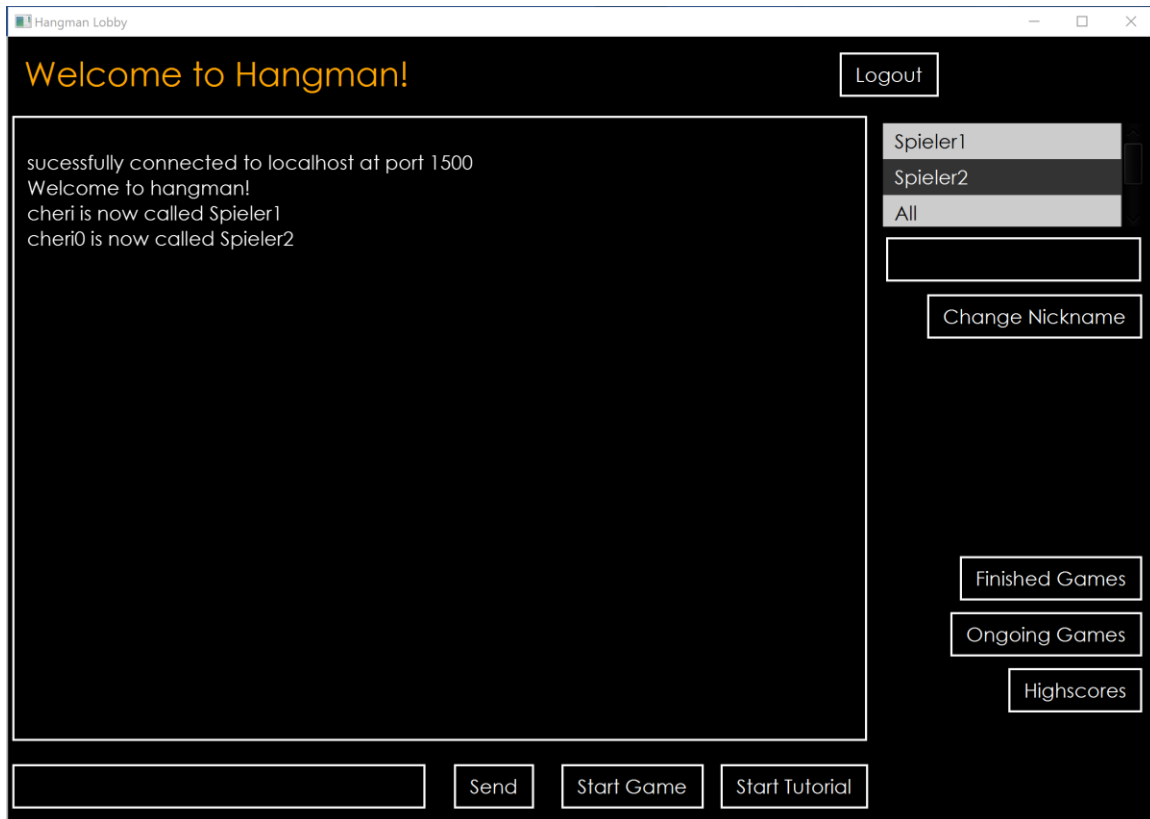 Hangman Lobby
Welcome to Hangman!
Logout
sucessfully connected to localhost at port 1500
Welcome to hangman!
cheri is now called Spieler1
cheri0 is now called Spieler2
Spieler1
Spieler2
All
Change Nickname
Finished Games
Ongoing Games
Highscores
Send
Start Game
Start Tutorial